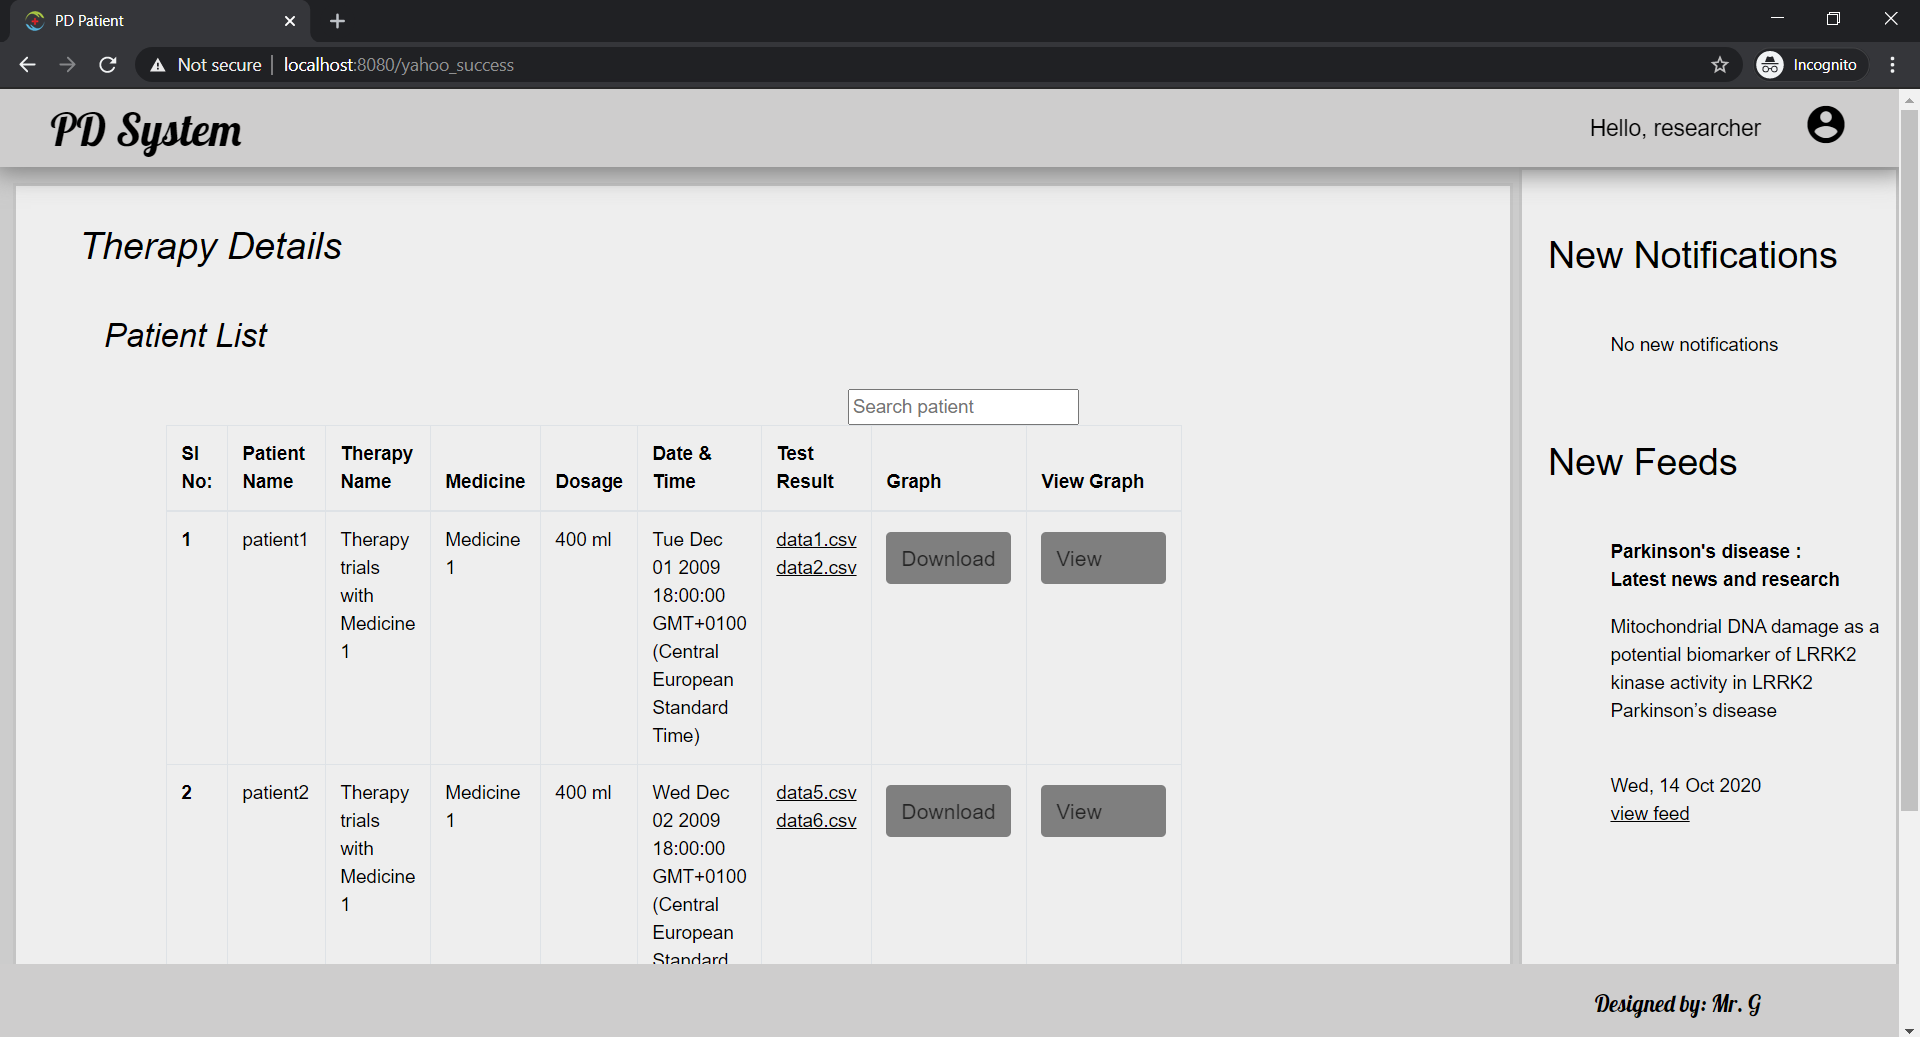 PD Patient
Not secure
localhost:8080/yahoo_success
Incognito
PD System
Hello, researcher
Therapy Details
Patient List
Search patient
Sl No:
Patient Name
Therapy Name
Medicine
Dosage
Date & Time
Test Result
Graph
View Graph
1
patient1
Therapy
trials
with
Medicine
1
Medicine
1
400 ml
Tue Dec
01 2009
18:00:00
GMT+0100
(Central
European
Standard
Time)
data1.csv
data2.csv
Download
View
2
patient2
Therapy
trials
with
Medicine
1
Medicine
1
400 ml
Wed Dec
02 2009
18:00:00
GMT+0100
(Central
European
Standard
data5.csv
data6.csv
Download
View
New Notifications
No new notifications
New Feeds
Parkinson's disease :
Latest news and research
Mitochondrial DNA damage as a
potential biomarker of LRRK2
kinase activity in LRRK2
Parkinson’s disease
Wed, 14 Oct 2020
view feed
Designed by: Mr. G